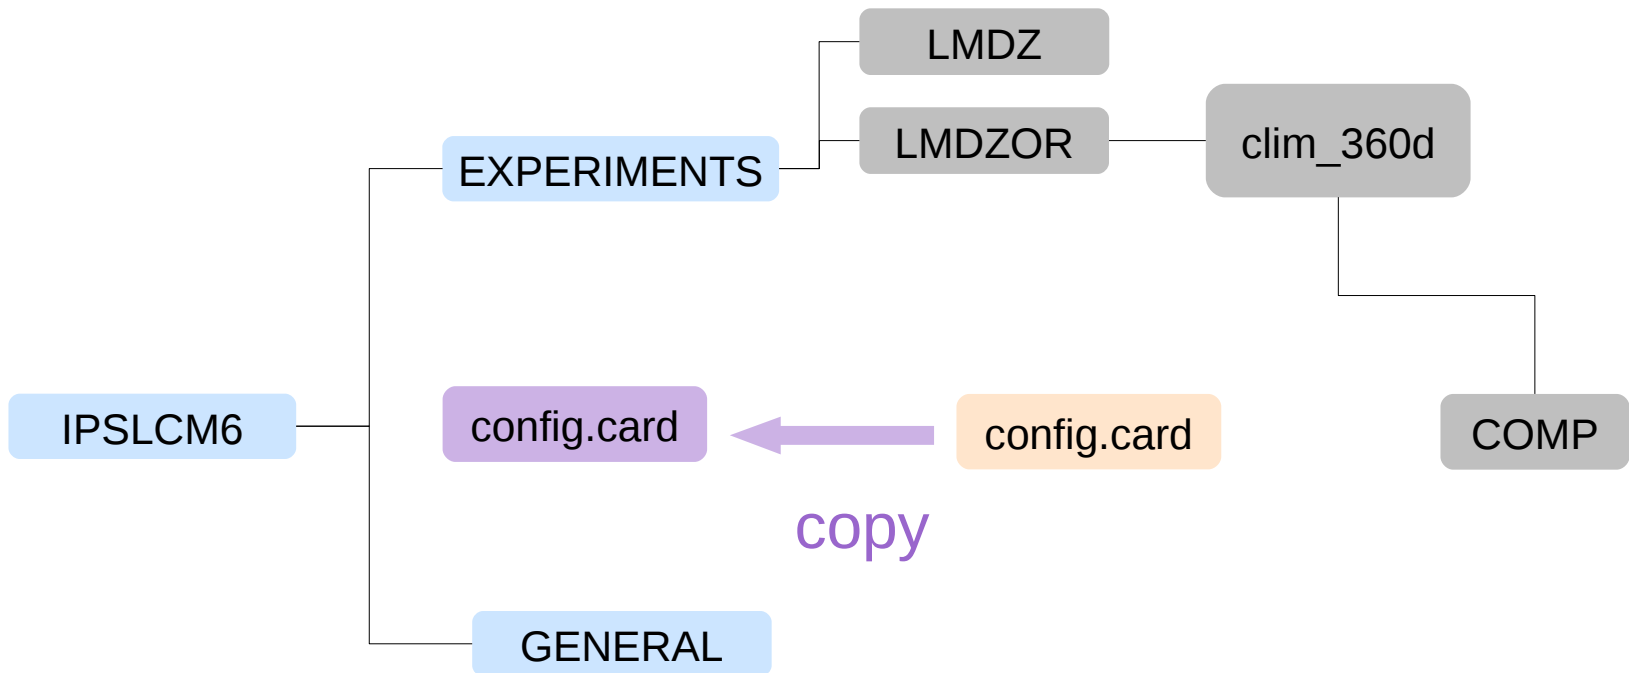 LMDZ
LMDZOR
clim_360d
EXPERIMENTS
IPSLCM6
config.card
config.card
COMP
copy
GENERAL